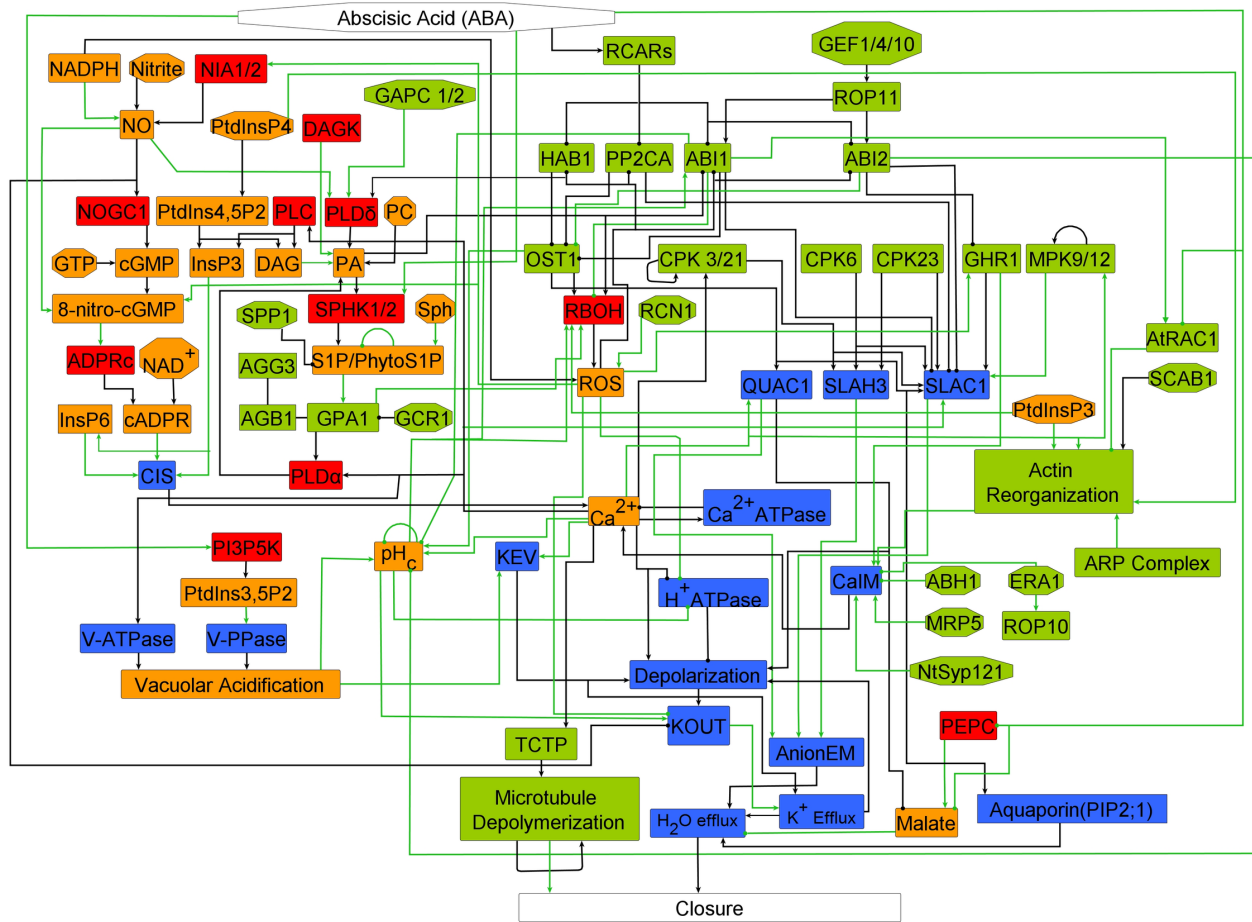 Abscisic Acid (ABA)
RCARs
GEF1/4/10
NADPH
Nitrite
NIA1/2
GAPC 1/2
ROP11
NO
PtdInsP4
DAGK
HAB1
PP2CA
ABI1
ABI2
NOGC1
PtdIns4,5P2
PLC
PLDδ
PC
GTP
cGMP
InsP3
DAG
PA
OST1
CPK 3/21
CPK6
CPK23
GHR1
MPK9/12
8-nitro-cGMP
SPP1
SPHK1/2
Sph
RBOH
RCN1
AtRAC1
ADPRc
NAD+
AGG3
S1P/PhytoS1P
ROS
QUAC1
SLAH3
SLAC1
SCAB1
InsP6
cADPR
AGB1
GPA1
GCR1
PtdInsP3
CIS
PLDα
Actin
Reorganization
Ca2+
Ca2+ATPase
PI3P5K
pHc
KEV
CaIM
ABH1
ERA1
ARP Complex
PtdIns3,5P2
H+ATPase
MRP5
ROP10
V-ATPase
V-PPase
NtSyp121
Vacuolar Acidification
Depolarization
KOUT
PEPC
TCTP
AnionEM
Microtubule
Depolymerization
H2O efflux
K+ Efflux
Malate
Aquaporin(PIP2;1)
Closure